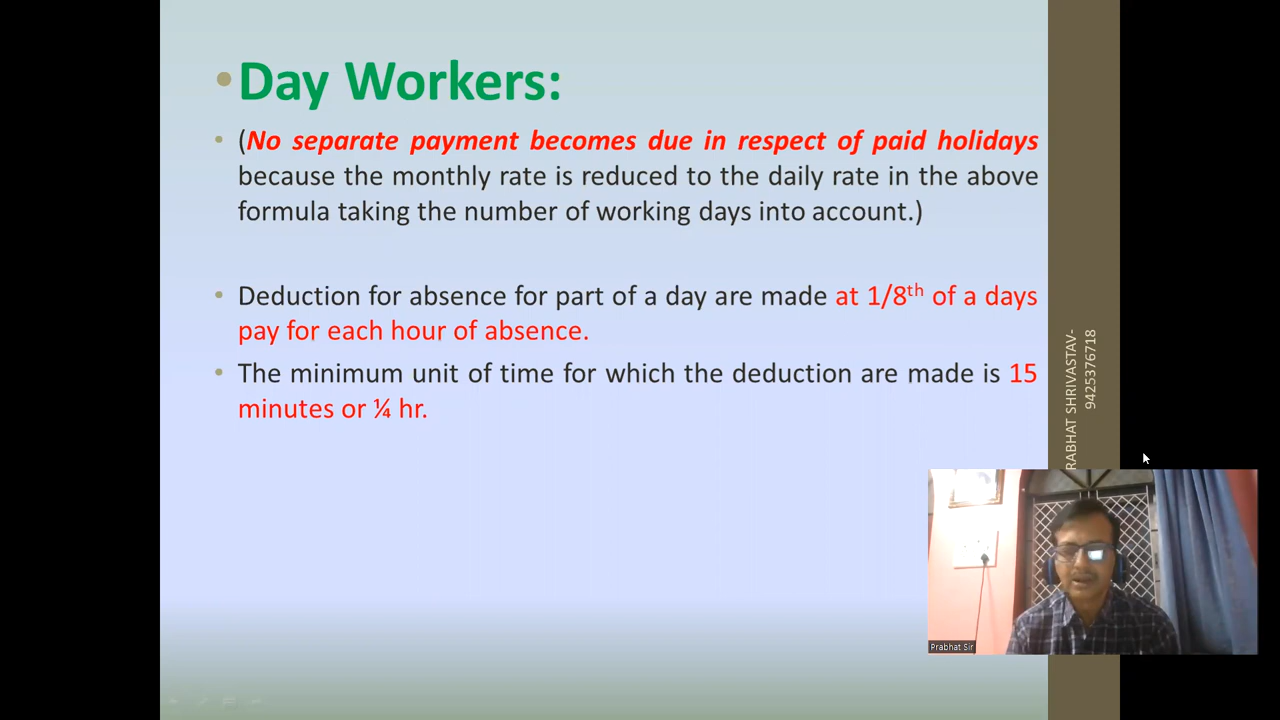 •Day Workers:
• (No separate payment becomes due in respect of paid holidays
because the monthly rate is reduced to the daily rate in the above
formula taking the number of working days into account.)
• Deduction for absence for part of a day are made at 1/8th of a days
pay for each hour of absence.
• The minimum unit of time for which the deduction are made is 15
minutes or ¼ hr.
RABHAT SHRIVASTAV-
9425376718
Prabhat Sir